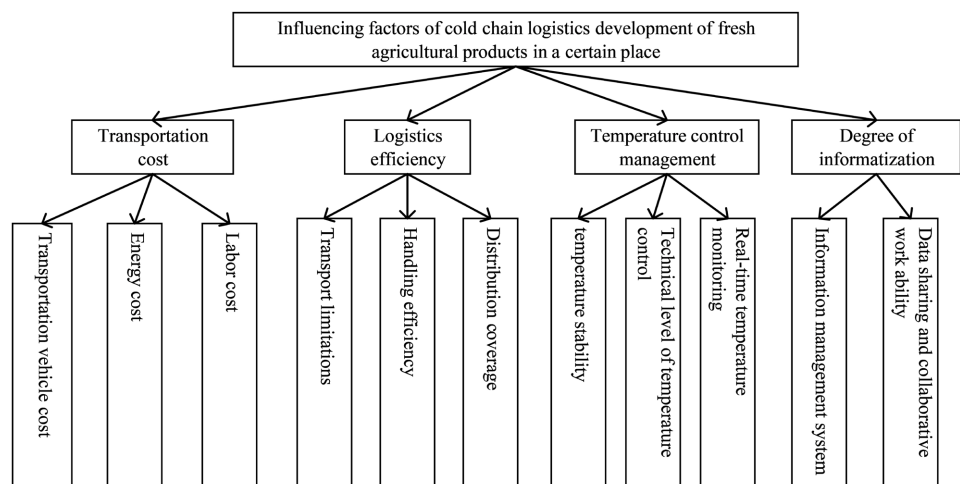 Influencing factors of cold chain logistics development of fresh
agricultural products in a certain place
Transportation
cost
Logistics
efficiency
Temperature control
management
Degree of
informatization
Transportation vehicle cost
Energy cost
Labor cost
Transport limitations
Handling efficiency
Distribution coverage
temperature stability
Technical level of temperature
control
Real-time temperature
monitoring
Information management system
Data sharing and collaborative
work ability